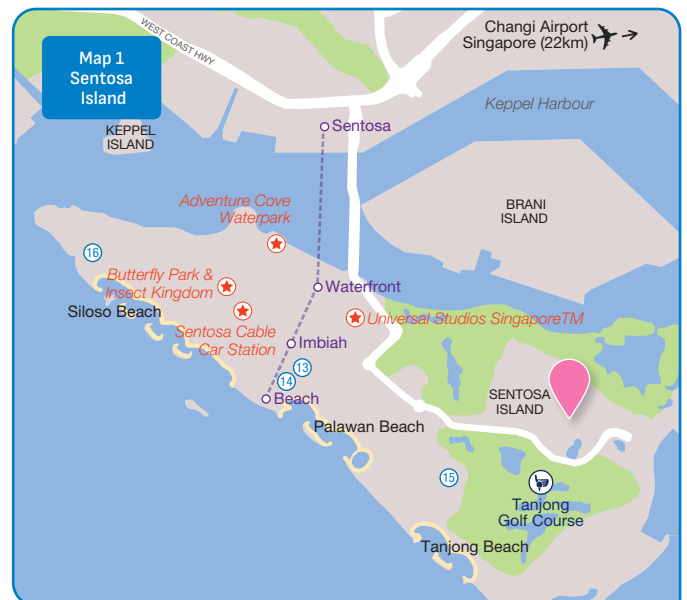 Map 1
Sentosa
Island
WEST COAST HWY
Changi Airport
Singapore (22km)
Keppel Harbour
KEPPEL
ISLAND
Sentosa
BRANI
ISLAND
Adventure Cove
Waterpark
16
Butterfly Park &
Insect Kingdom
Waterfront
Siloso Beach
Universal Studios SingaporeTM
Sentosa Cable
Car Station
Imbiah
13
14
Beach
SENTOSA
ISLAND
Palawan Beach
15
Tanjong
Golf Course
Tanjong Beach